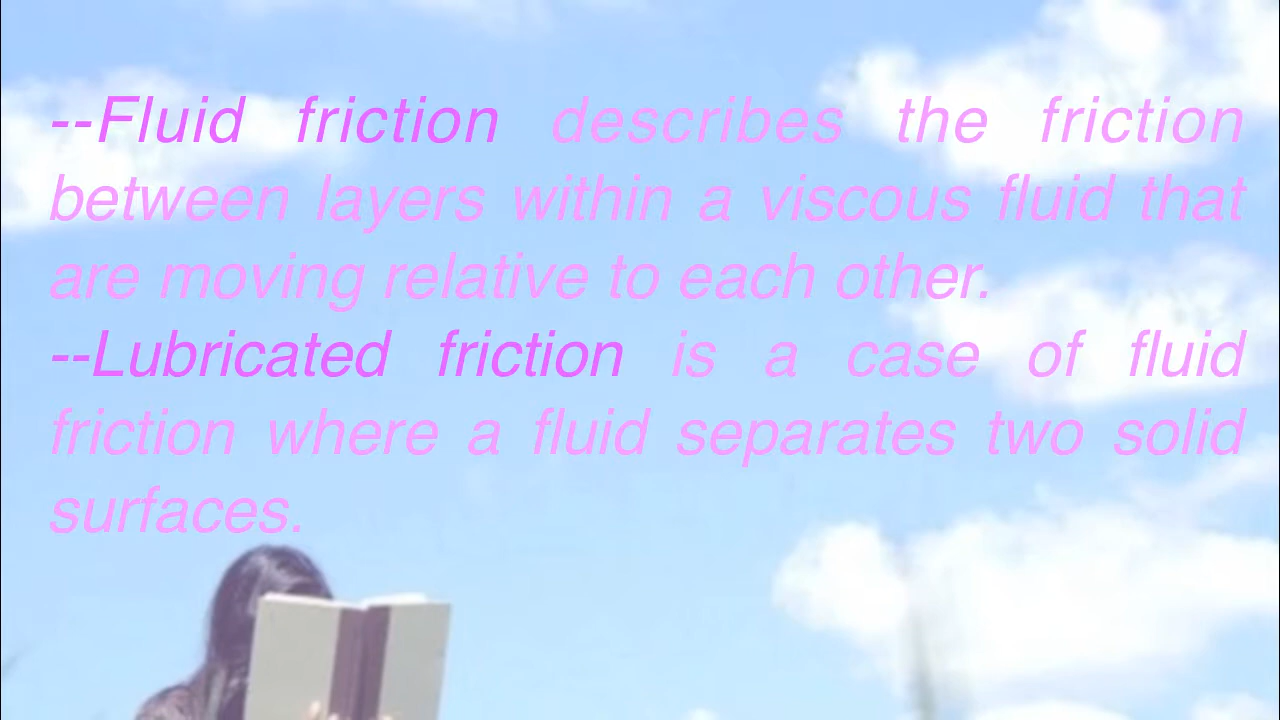 --Fluid friction describes the friction
between layers within a viscous fluid that
are moving relative to each other.
--Lubricated friction is a case of fluid
friction where a fluid separates two solid
surfaces.